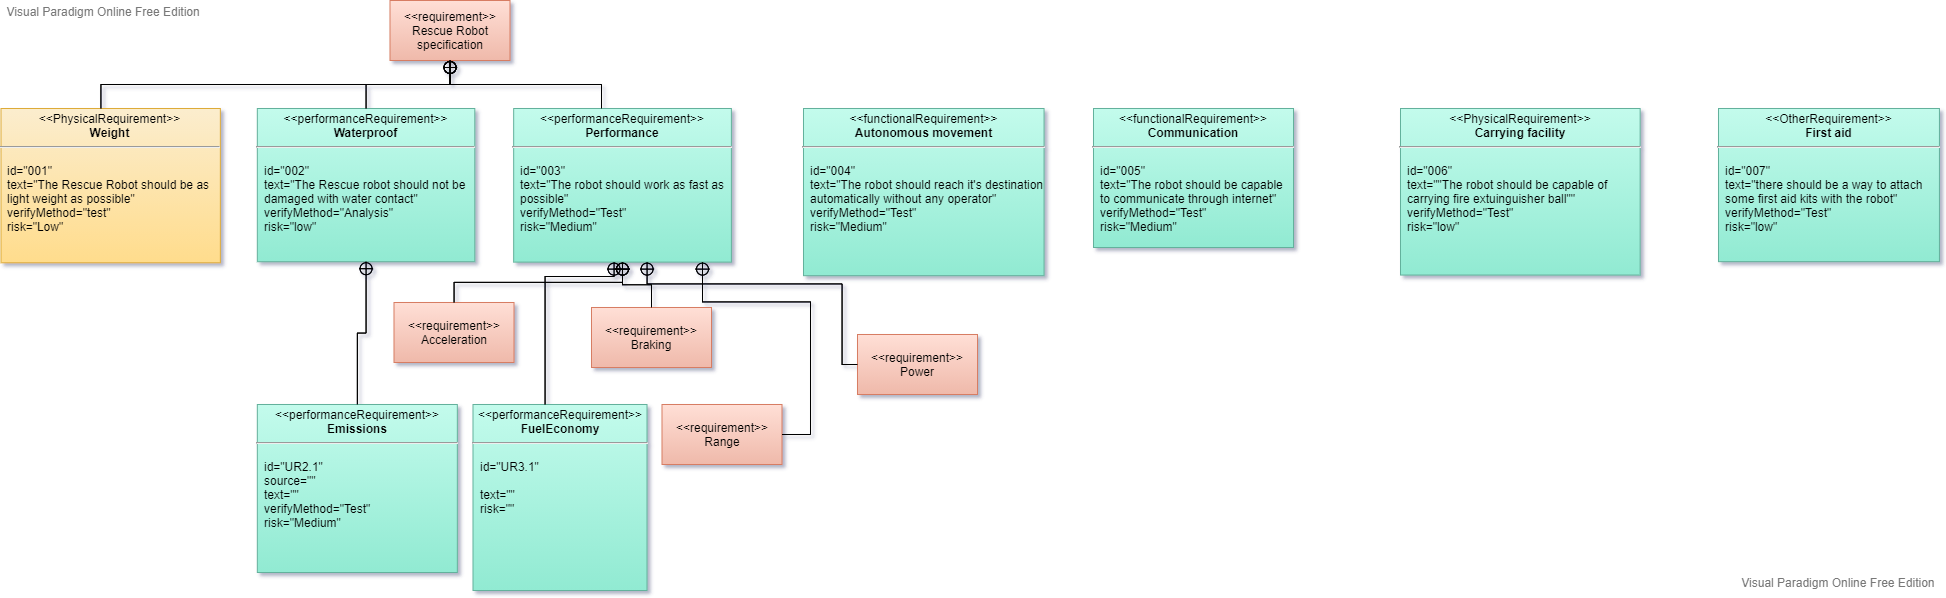 Visual Paradigm Online Free Edition
<<requirement>>
Rescue Robot
specification
<<PhysicalRequirement>>
Weight
id="001"
text="The Rescue Robot should be as
light weight as possible"
verifyMethod="test"
risk="Low"
<<performanceRequirement>>
Waterproof
id="002"
text="The Rescue robot should not be
damaged with water contact"
verifyMethod="Analysis"
risk="low"
<<performanceRequirement>>
Performance
id="003"
text="The robot should work as fast as
possible"
verifyMethod="Test"
risk="Medium"
<<functionalRequirement>>
Autonomous movement
id="004"
text="The robot should reach it's destination
automatically without any operator"
verifyMethod="Test"
risk="Medium"
<<functionalRequirement>>
Communication
id="005"
text="The robot should be capable
to communicate through internet"
verifyMethod="Test"
risk="Medium"
<<PhysicalRequirement>>
Carrying facility
id="006"
text=""The robot should be capable of
carrying fire extuinguisher ball""
verifyMethod="Test"
risk="low"
<<OtherRequirement>>
First aid
id="007"
text="there should be a way to attach
some first aid kits with the robot"
verifyMethod="Test"
risk="low"
<<requirement>>
Acceleration
<<requirement>>
Braking
<<requirement>>
Power
<<performanceRequirement>>
Emissions
id="UR2.1"
source=""
text=""
verifyMethod="Test"
risk="Medium"
<<performanceRequirement>>
FuelEconomy
id="UR3.1"
text=""
risk=""
<<requirement>>
Range
Visual Paradigm Online Free Edition